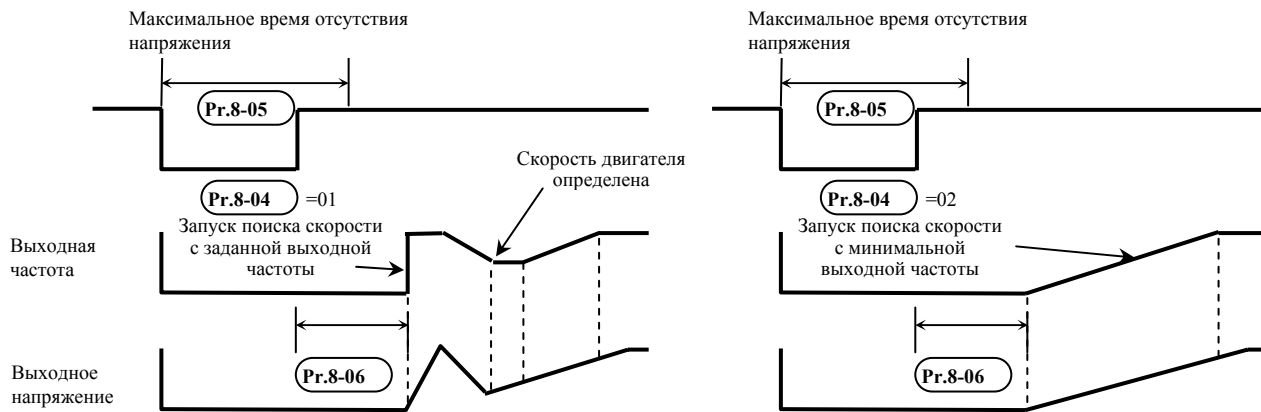 Максимальное время отсутствия
напряжения
Pr.8-05
Pr.8-04 =01
Скорость двигателя
определена
Запуск поиска скорости
с заданной выходной
частоты
Выходная
частота
Pr.8-06
Выходное
напряжение
Максимальное время отсутствия
напряжения
Pr.8-05
Pr.8-04 =02
Запуск поиска скорости
с минимальной
выходной частоты
Pr.8-06